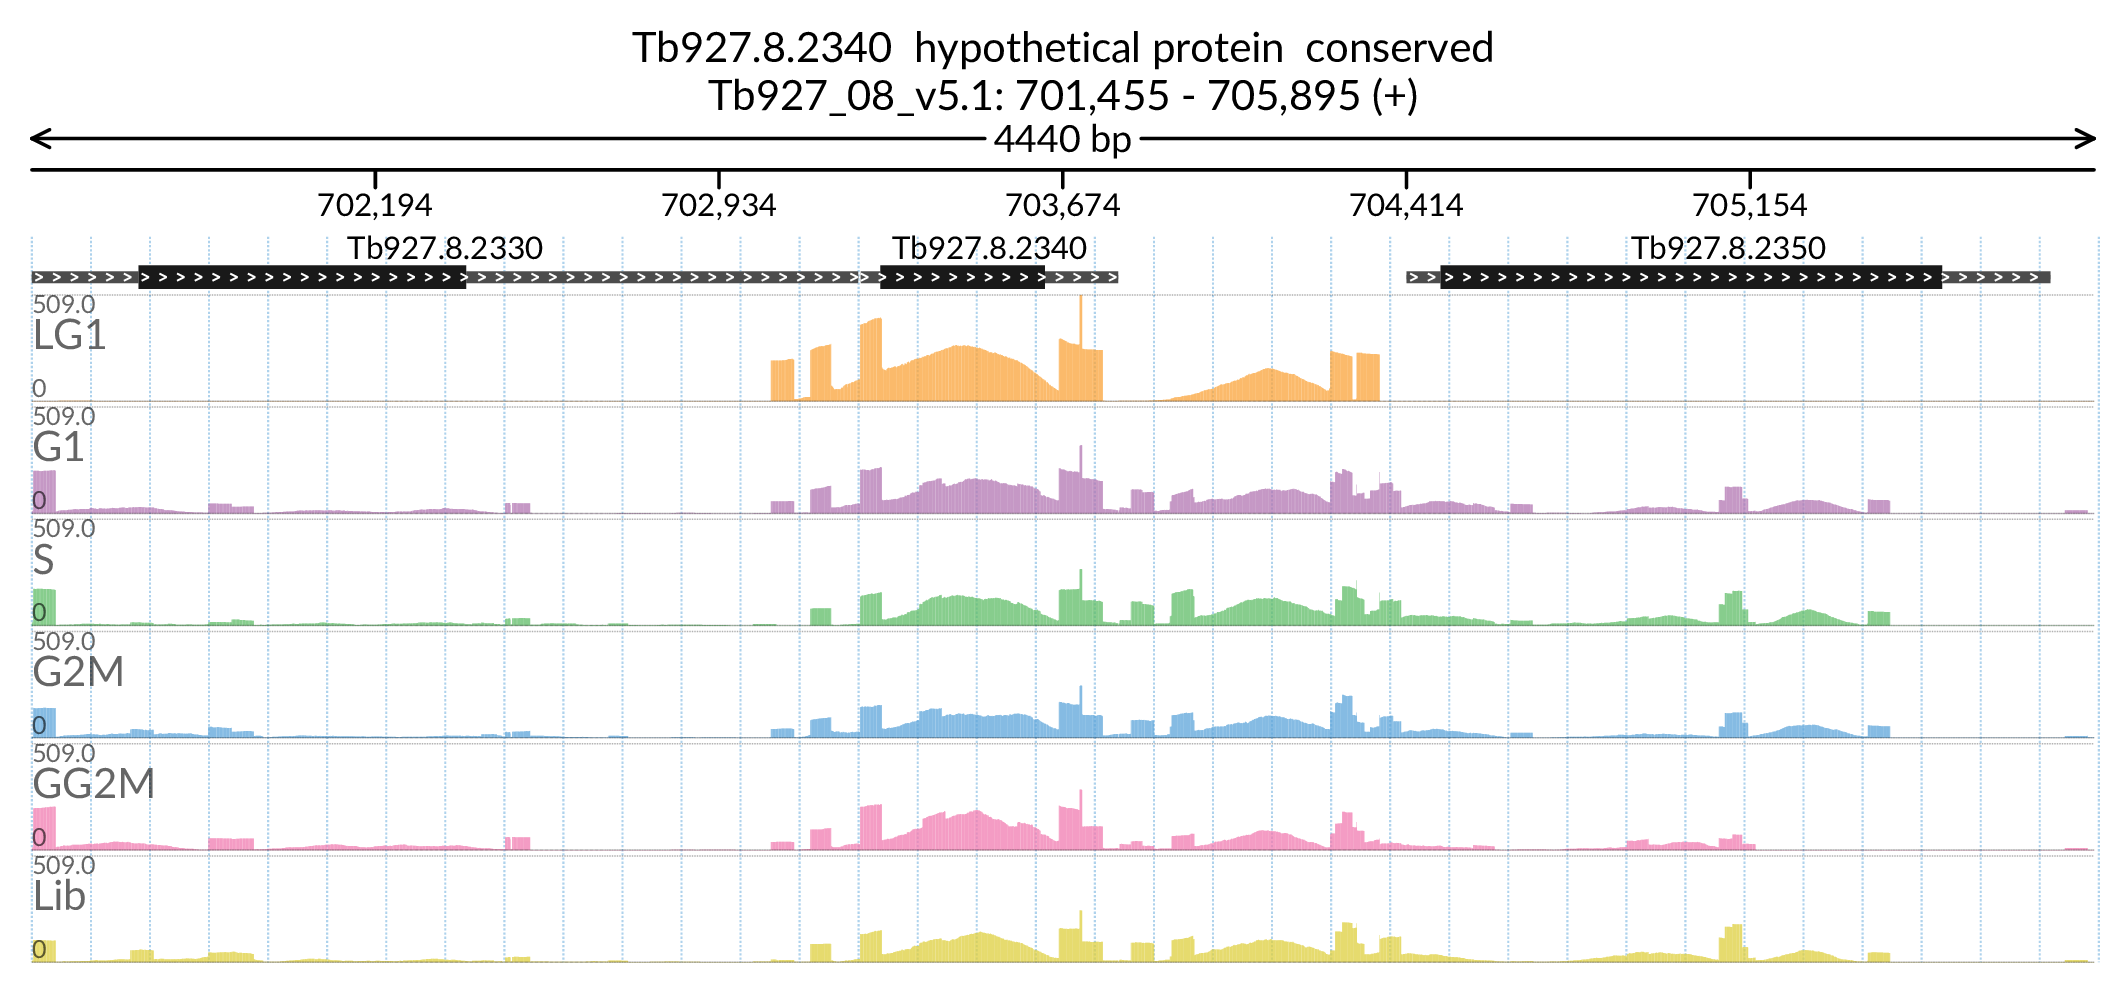 Tb927.8.2340  hypothetical protein  conserved
Tb927_08_v5.1: 701,455 - 705,895 (+)
4440 bp
702,194 702,934 703,674 704,414 705,154
Tb927.8.2330 Tb927.8.2340 Tb927.8.2350
509.0
LG1
0
509.0
G1
0
509.0
S
0
509.0
G2M
0
509.0
GG2M
0
509.0
Lib
0